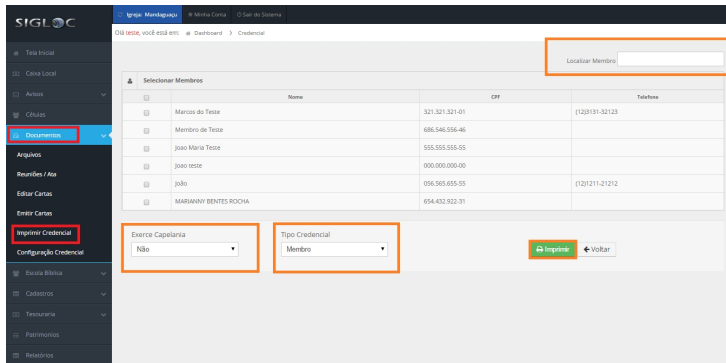 SIGLOC
Igreja: Mandaguaçu
Minha Conta
Sair do Sistema
Olá teste, você está em: Dashboard > Credencial
Tela Inicial
Caixa Local
Avisos
Células
Documentos
Arquivos
Reuniões / Ata
Editar Cartas
Emitir Cartas
Imprimir Credencial
Configuração Credencial
Escola Bíblica
Cadastros
Tesouraria
Patrimonios
Relatórios
Localizar Membro
Selecionar Membros
Nome CPF Telefone
Marcos do Teste 321.321.321-01 (12)3131-32123
Membro de Teste 686.546.556-46
Joao Maria Teste 555.555.555-55
Joao teste 000.000.000-00
João 056.565.655-55 (12)1211-21212
MARIANNY BENTES ROCHA 654.432.922-31
Exerce Capelania
Não
Tipo Credencial
Membro
Imprimir
Voltar